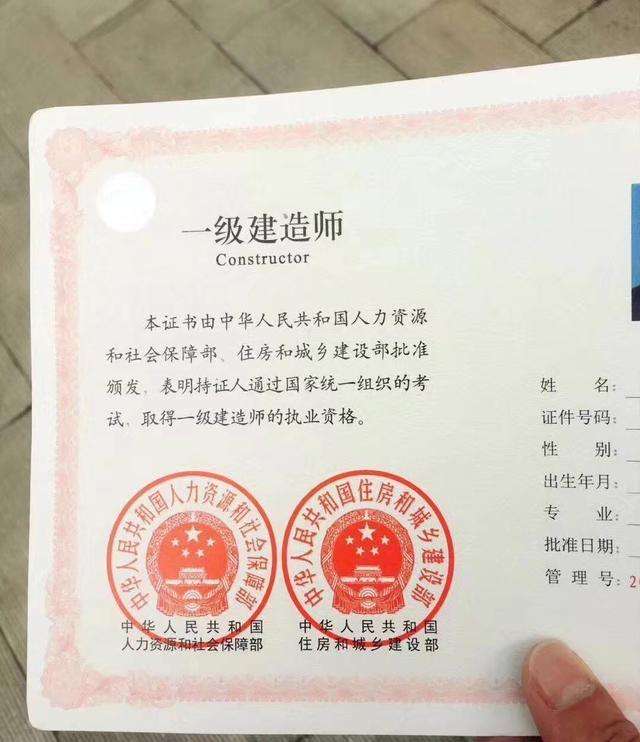 一级建造师
Constructor
本证书由中华人民共和国人力资源
和社会保障部、住房和城乡建设部批准
颁发，表明持证人通过国家统一组织的考
试，取得一级建造师的执业资格。
中华人民共和国人力资源和社会保障部
中华人民共和国住房和城乡建设部
中华人民共和国
人力资源和社会保障部
中华人民共和国
住房和城乡建设部
姓 名：
证件号码：
性 别：
出生年月：
专 业：
批准日期：
管 理 号：2